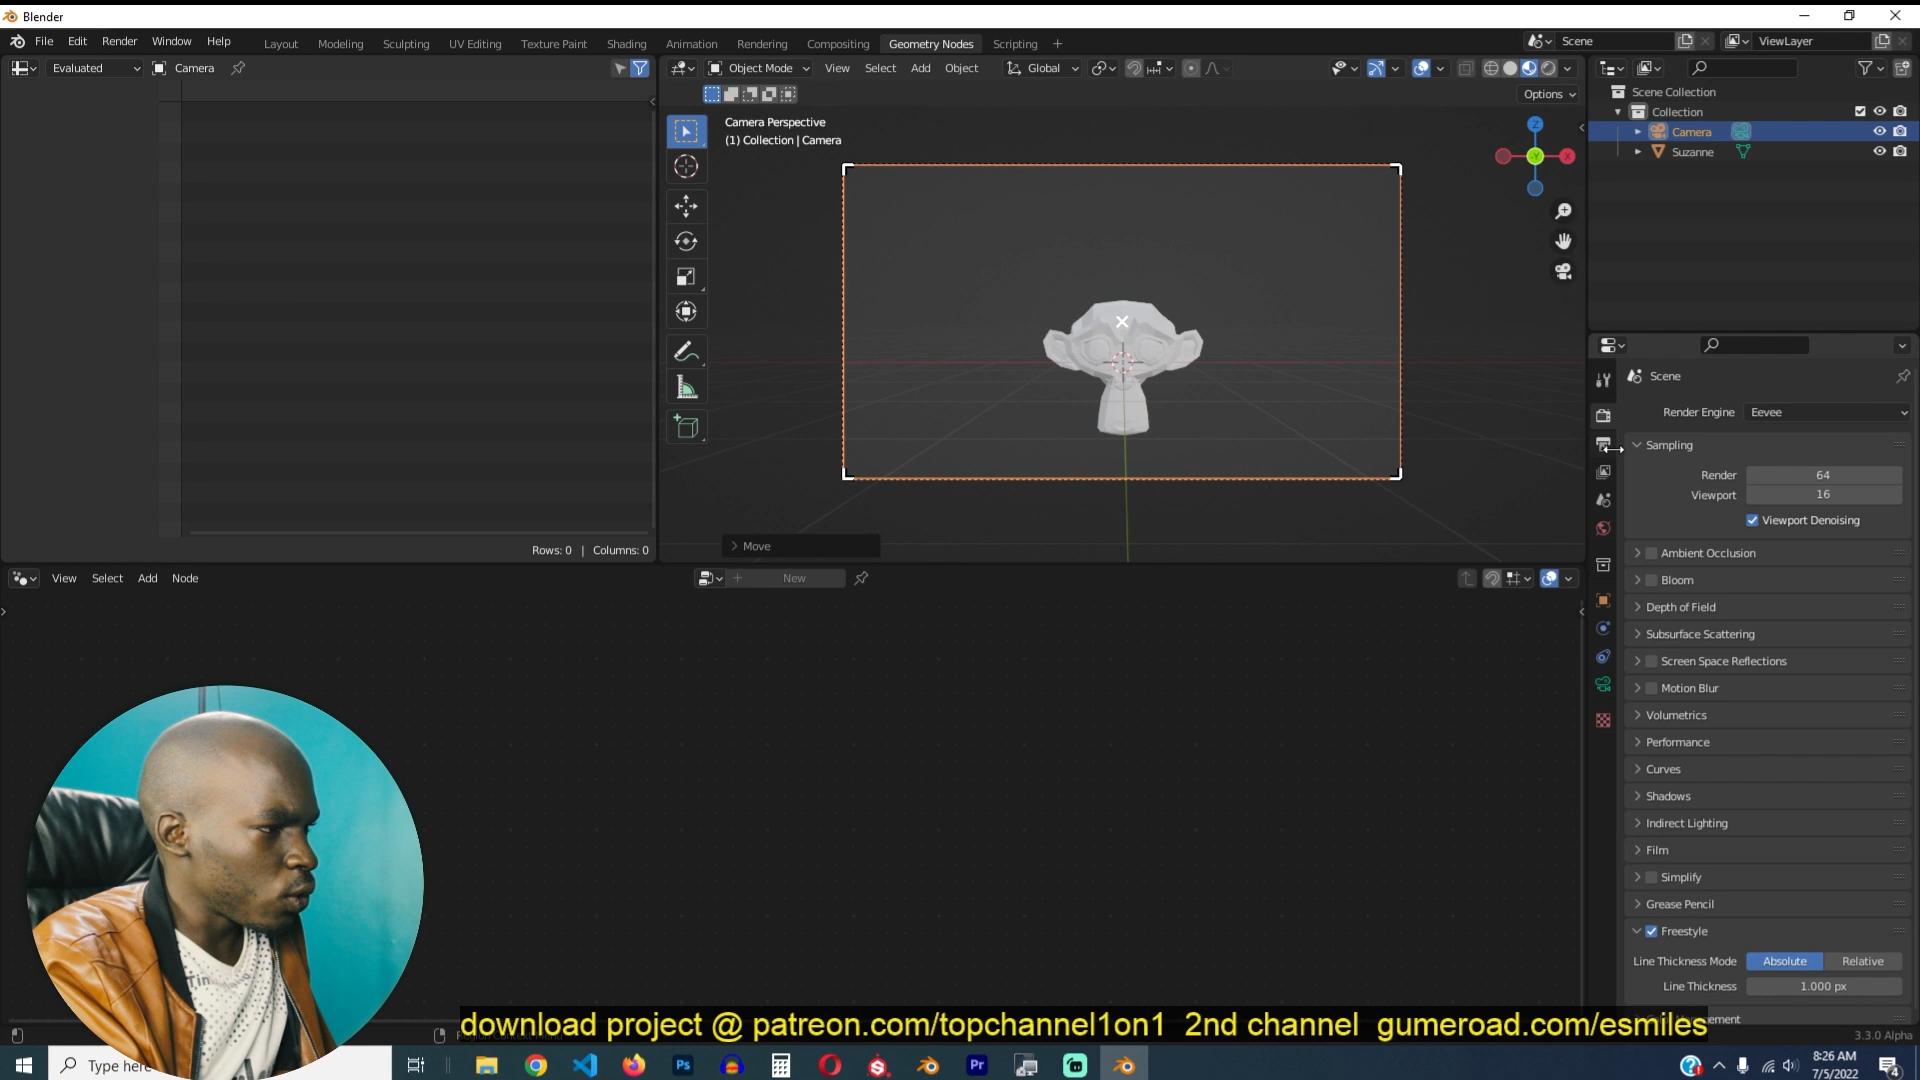 Blender
File Edit Render Window Help
Layout Modeling Sculpting UV Editing Texture Paint Shading Animation Rendering Compositing Geometry Nodes Scripting +
Scene
ViewLayer
Evaluated Camera
Object Mode View Select Add Object Global
Options
Camera Perspective
(1) Collection | Camera
Z
-Y
X
Move
Rows: 0 | Columns: 0
Scene Collection
Collection
Camera
Suzanne
Scene
Render Engine Eevee
Sampling
Render 64
Viewport 16
Viewport Denoising
Ambient Occlusion
Bloom
Depth of Field
Subsurface Scattering
Screen Space Reflections
Motion Blur
Volumetrics
Performance
Curves
Shadows
Indirect Lighting
Film
Simplify
Grease Pencil
Freestyle
Line Thickness Mode Absolute Relative
Line Thickness 1.000 px
View Select Add Node
+ New
download project @ patreon.com/topchannel1on1 2nd channel gumeroad.com/esmiles
3.3.0 Alpha
Type here
Ps
Pr
8:26 AM
7/5/2022
4